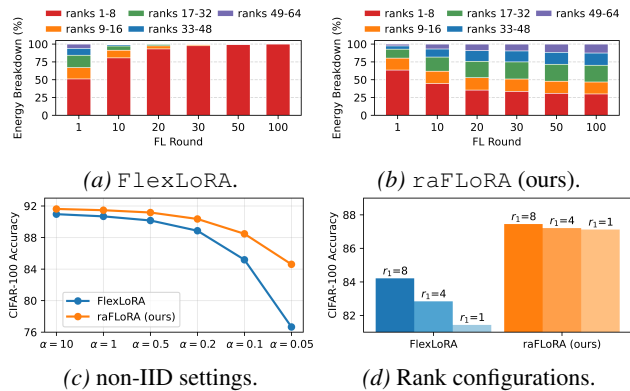 ranks 1-8 ranks 17-32 ranks 49-64
ranks 9-16 ranks 33-48
Energy Breakdown (%)
100
75
50
25
0
1 10 20 30 50 100
FL Round
(a) FlexLoRA.
ranks 1-8 ranks 17-32 ranks 49-64
ranks 9-16 ranks 33-48
Energy Breakdown (%)
100
75
50
25
0
1 10 20 30 50 100
FL Round
(b) raFLoRA (ours).
CIFAR-100 Accuracy
92
88
84
80
76
FlexLoRA
raFLoRA (ours)
α = 10 α = 1 α = 0.5 α = 0.2 α = 0.1 α = 0.05
(c) non-IID settings.
CIFAR-100 Accuracy
86
84
82
r₁=8
r₁=4
r₁=1
r₁=8 r₁=4 r₁=1
FlexLoRA raFLoRA (ours)
(d) Rank configurations.